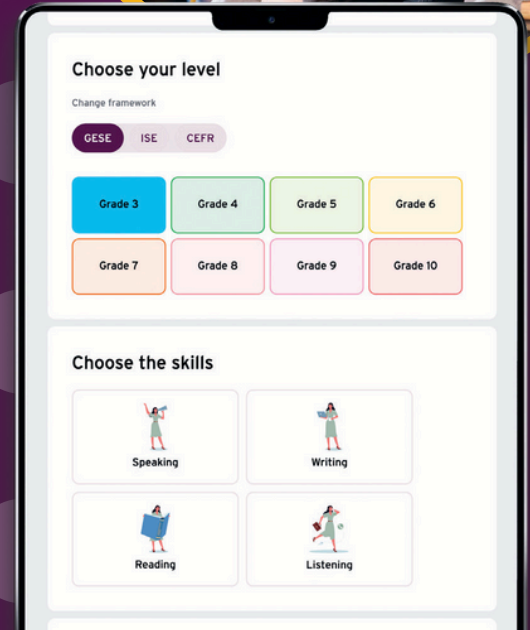 Choose your level
Change framework
GESE ISE CEFR
Grade 3 Grade 4 Grade 5 Grade 6
Grade 7 Grade 8 Grade 9 Grade 10
Choose the skills
Speaking Writing
Reading Listening